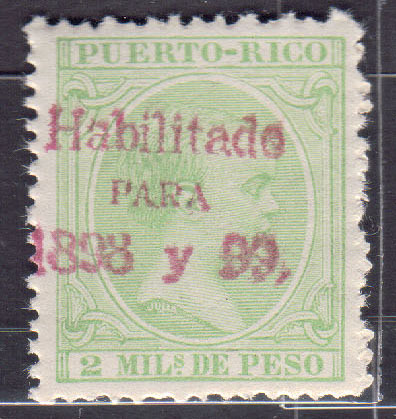 PUERTO-RICO
Habilitado
PARA
1898 y 99,
2 MILS DE PESO